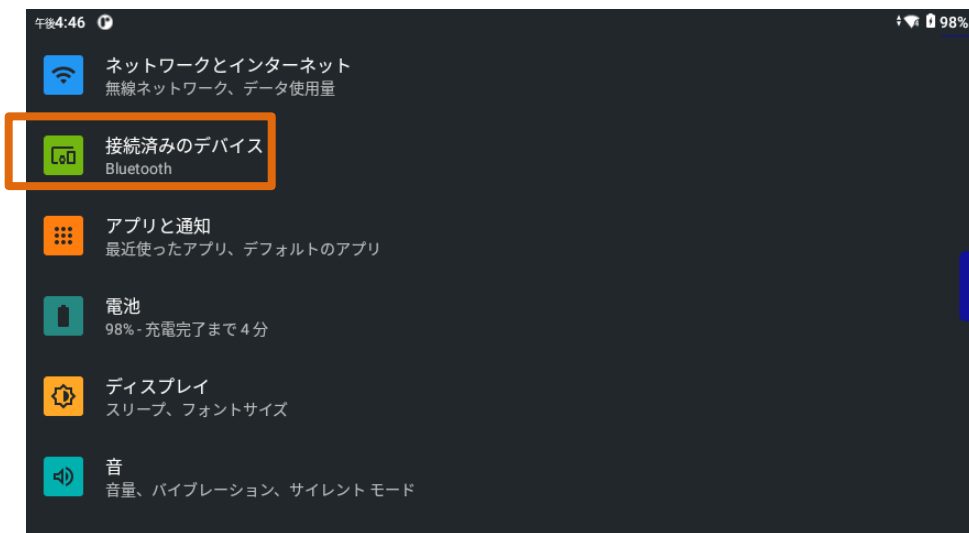 午後4:46 98%
ネットワークとインターネット
無線ネットワーク、データ使用量
接続済みのデバイス
Bluetooth
アプリと通知
最近使ったアプリ、デフォルトのアプリ
電池
98% - 充電完了まで 4 分
ディスプレイ
スリープ、フォントサイズ
音
音量、バイブレーション、サイレント モード